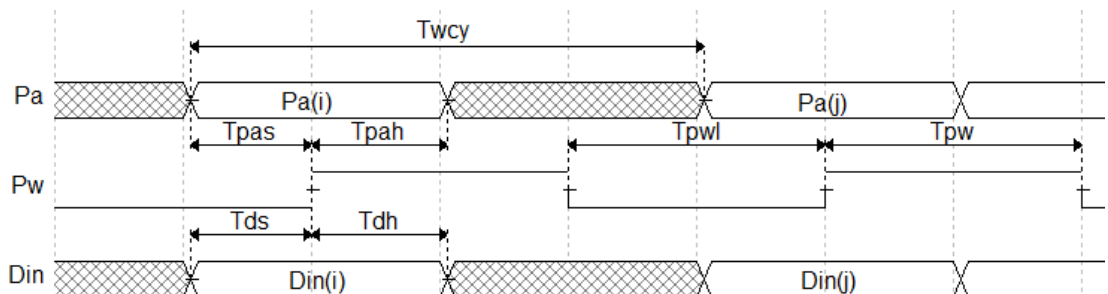 Twcy
Pa Pa(i) Pa(j)
Tpas Tpah Tpwl Tpw
Pw
Tds Tdh
Din Din(i) Din(j)